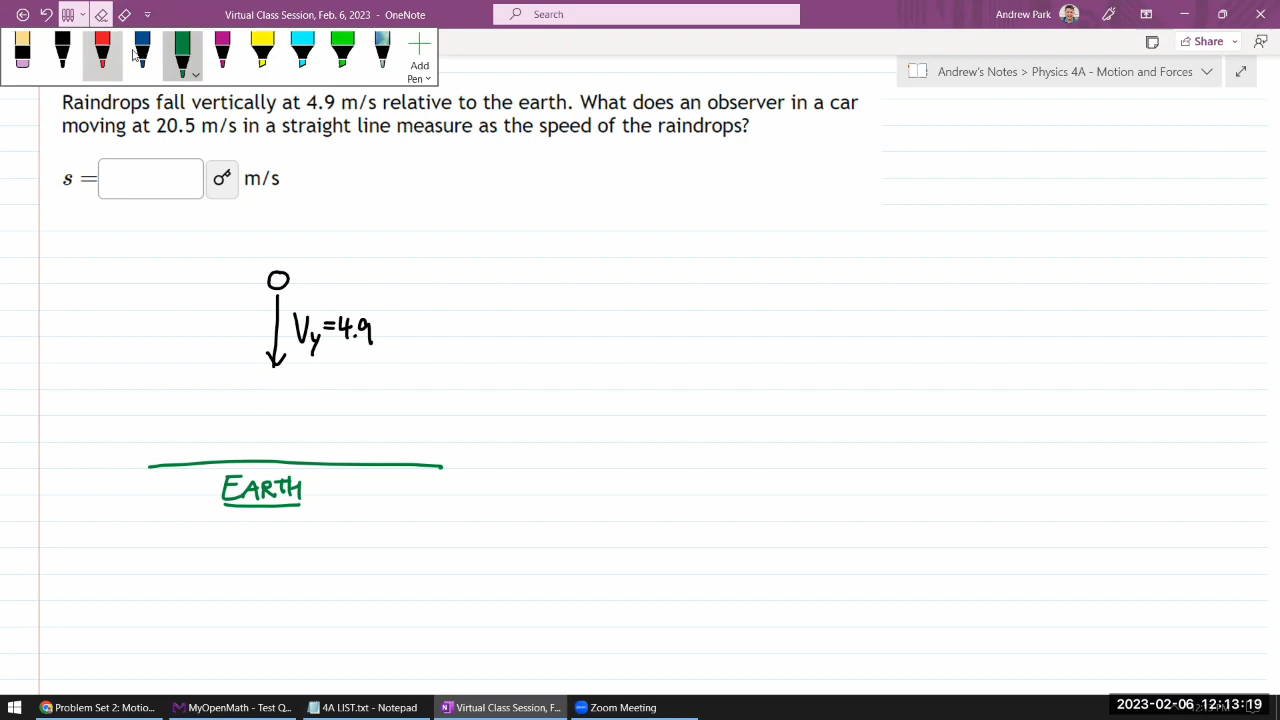 Virtual Class Session, Feb. 6, 2023 - OneNote
Search
Andrew Park
Share
Add
Pen
Andrew's Notes > Physics 4A - Motion and Forces
Raindrops fall vertically at 4.9 m/s relative to the earth. What does an observer in a car
moving at 20.5 m/s in a straight line measure as the speed of the raindrops?
s = m/s
Vy=4.9
EARTH
Problem Set 2: Motio...
MyOpenMath - Test Q...
4A LIST.txt - Notepad
Virtual Class Session, F...
Zoom Meeting
2023-02-06 12:13:19